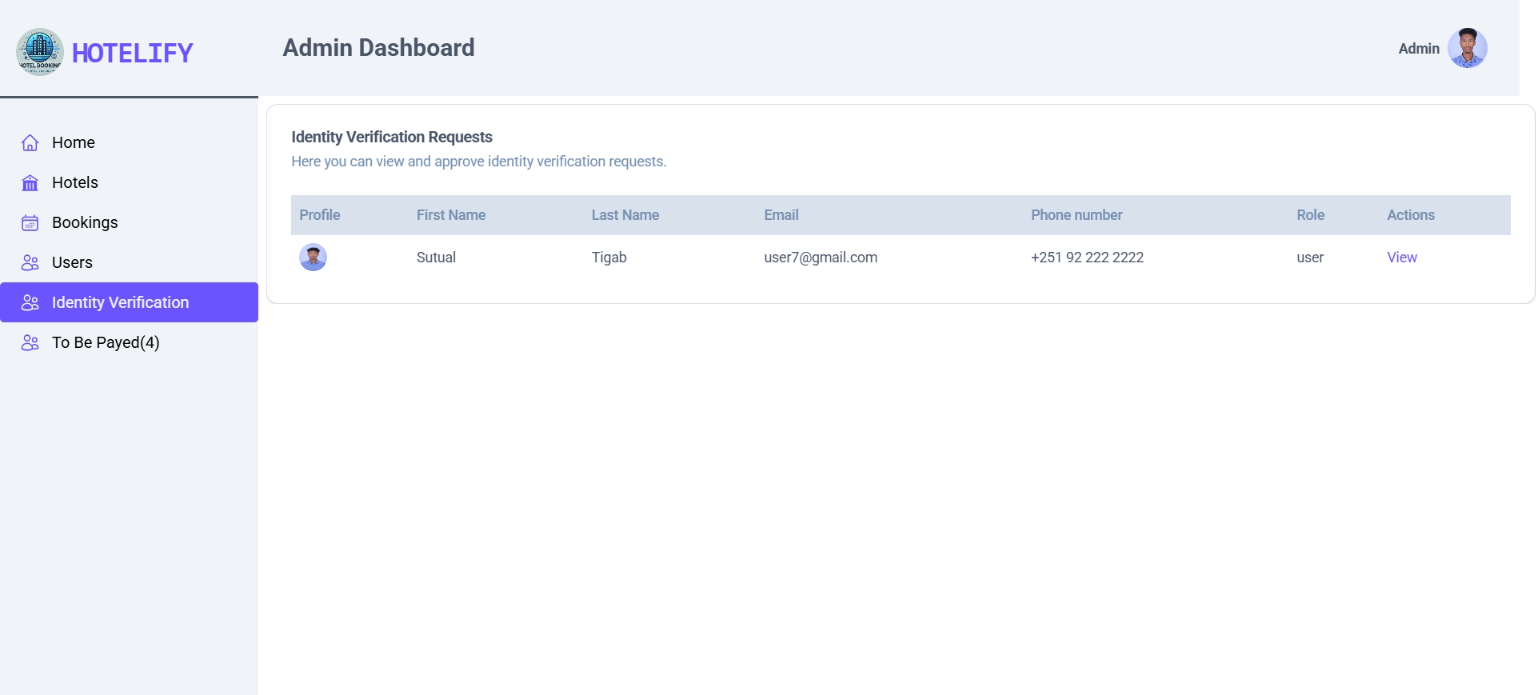 HOTELIFY
Admin Dashboard
Admin
Home
Hotels
Bookings
Users
Identity Verification
To Be Payed(4)
Identity Verification Requests
Here you can view and approve identity verification requests.
Profile First Name Last Name Email Phone number Role Actions
Sutual Tigab user7@gmail.com +251 92 222 2222 user View